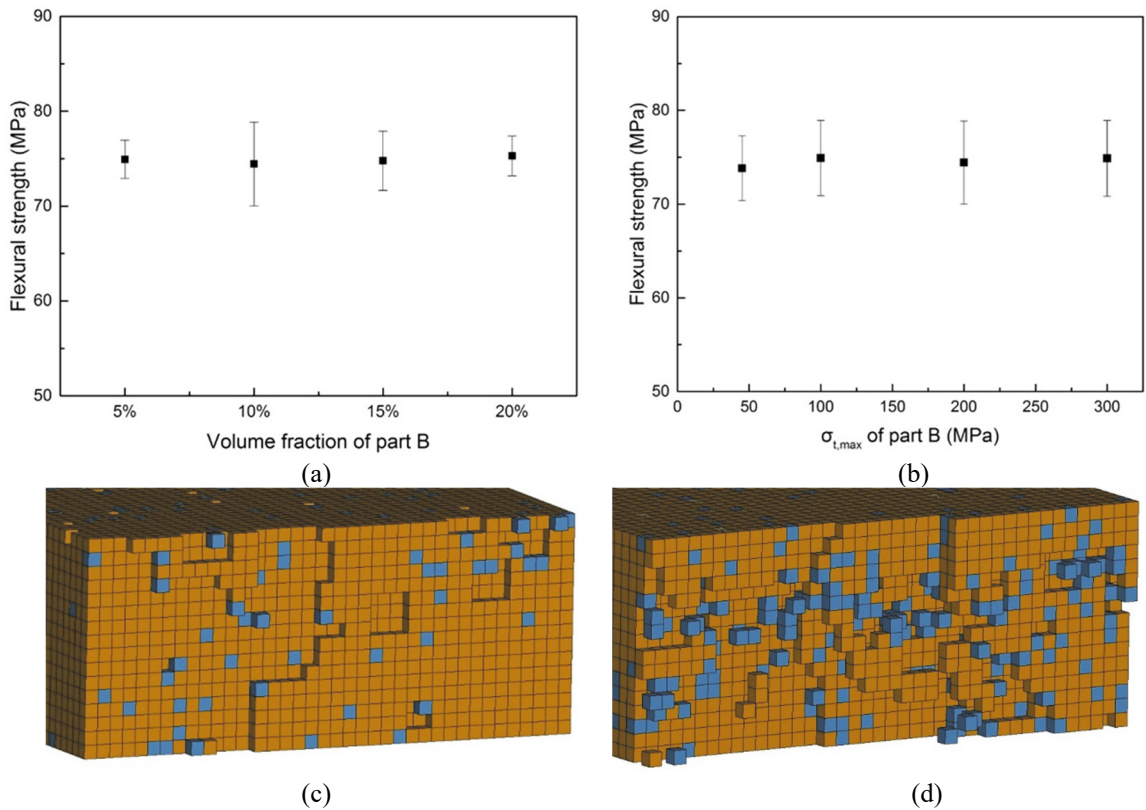 90
80
70
60
50
Flexural strength (MPa)
5% 10% 15% 20%
Volume fraction of part B
(a)
90
80
70
60
50
Flexural strength (MPa)
0 50 100 150 200 250 300
σt,max of part B (MPa)
(b)
(c)
(d)